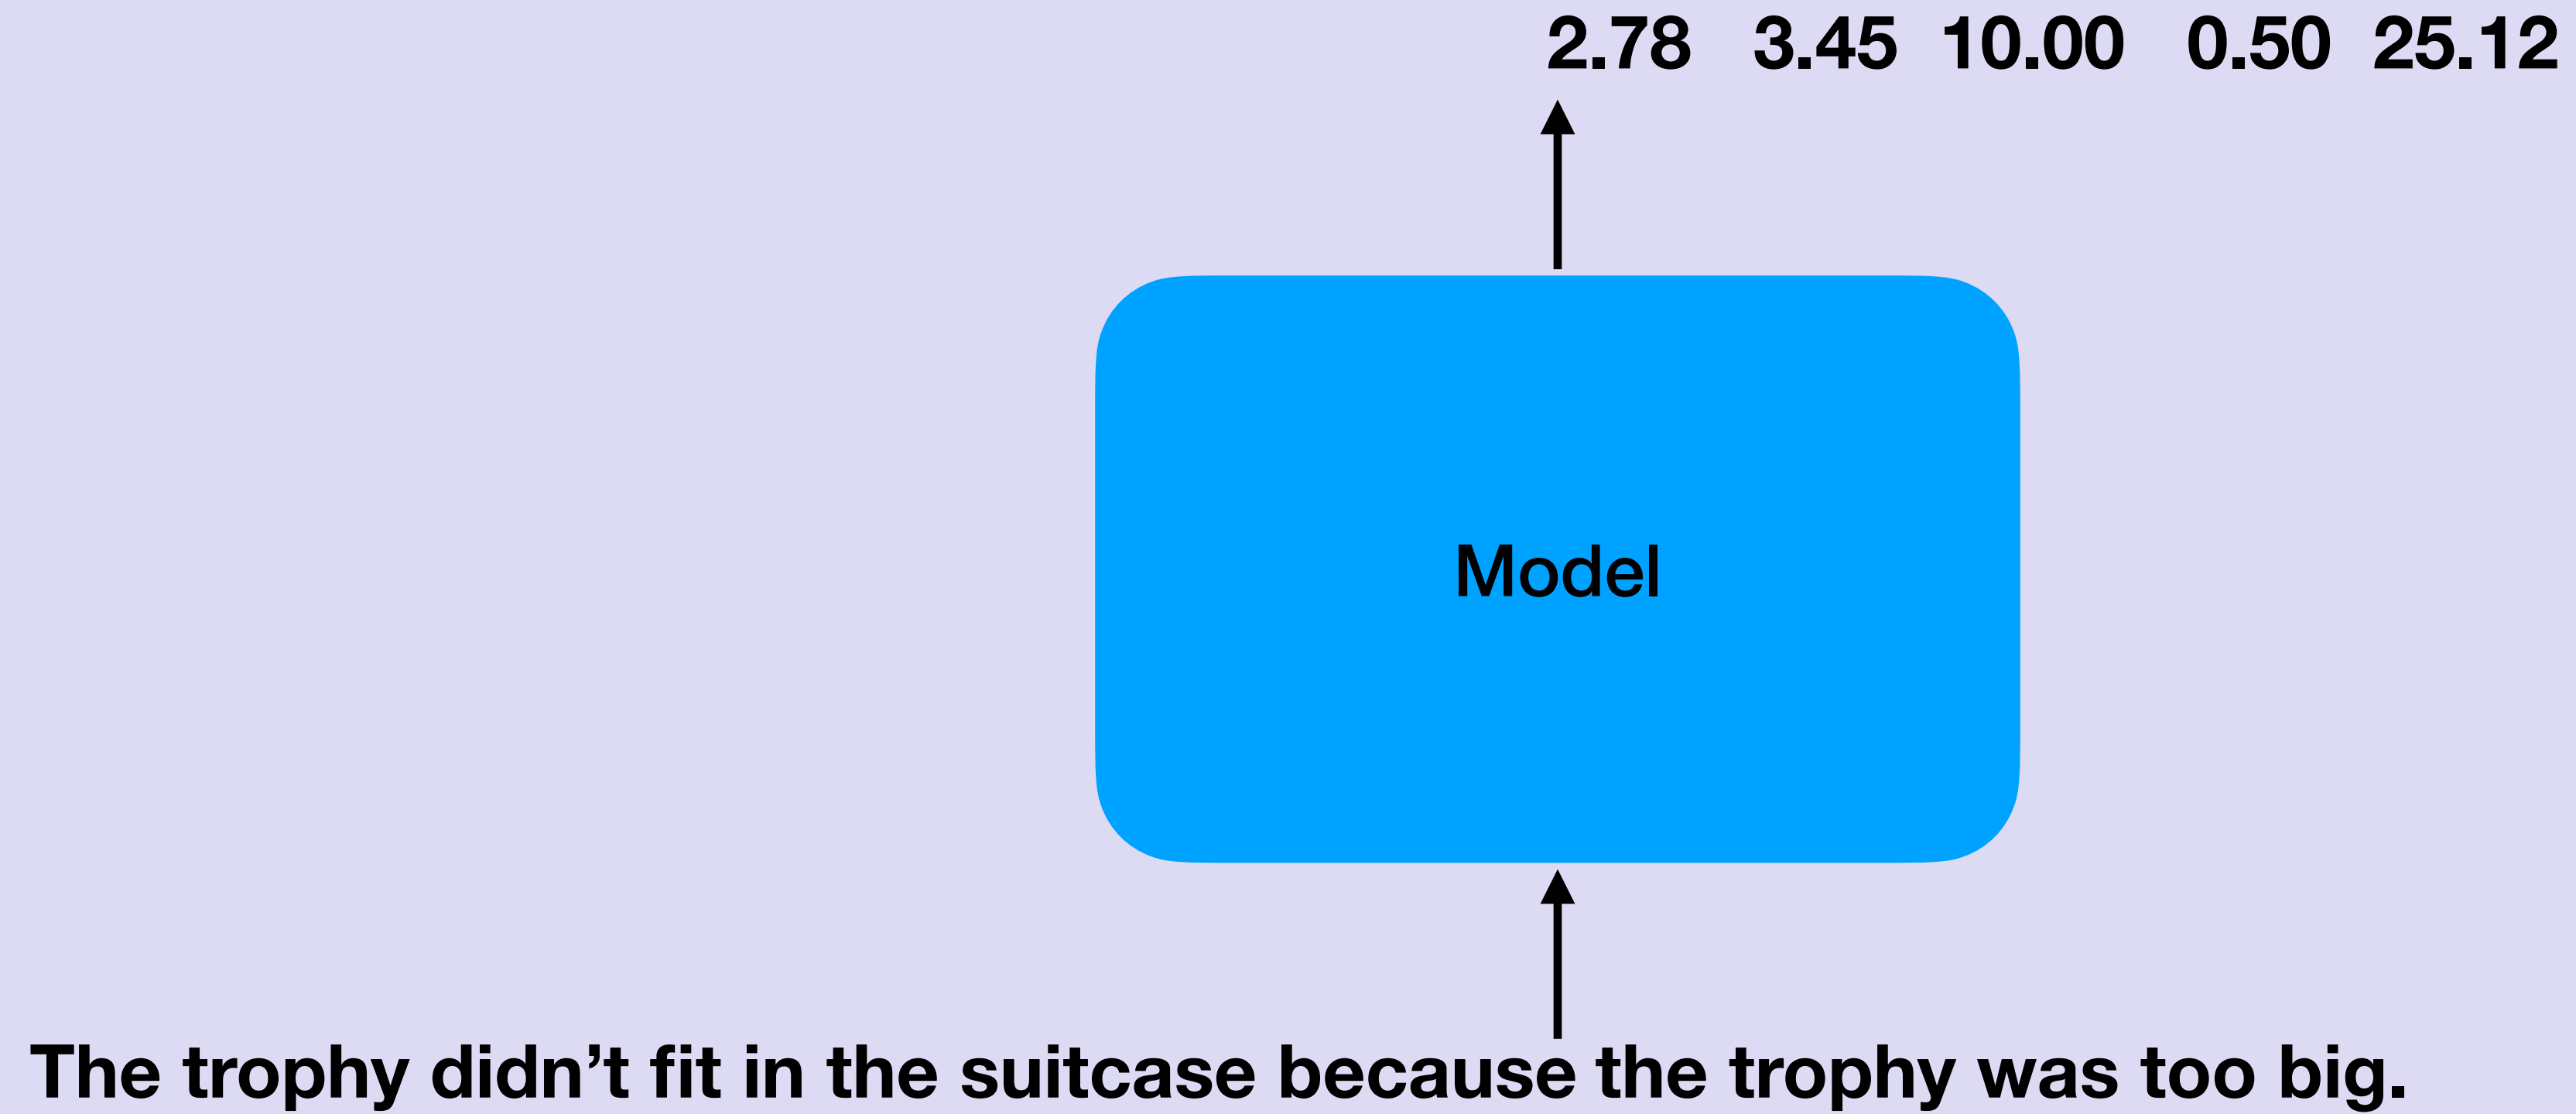 2.78 3.45 10.00 0.50 25.12
Model
The trophy didn’t fit in the suitcase because the trophy was too big.